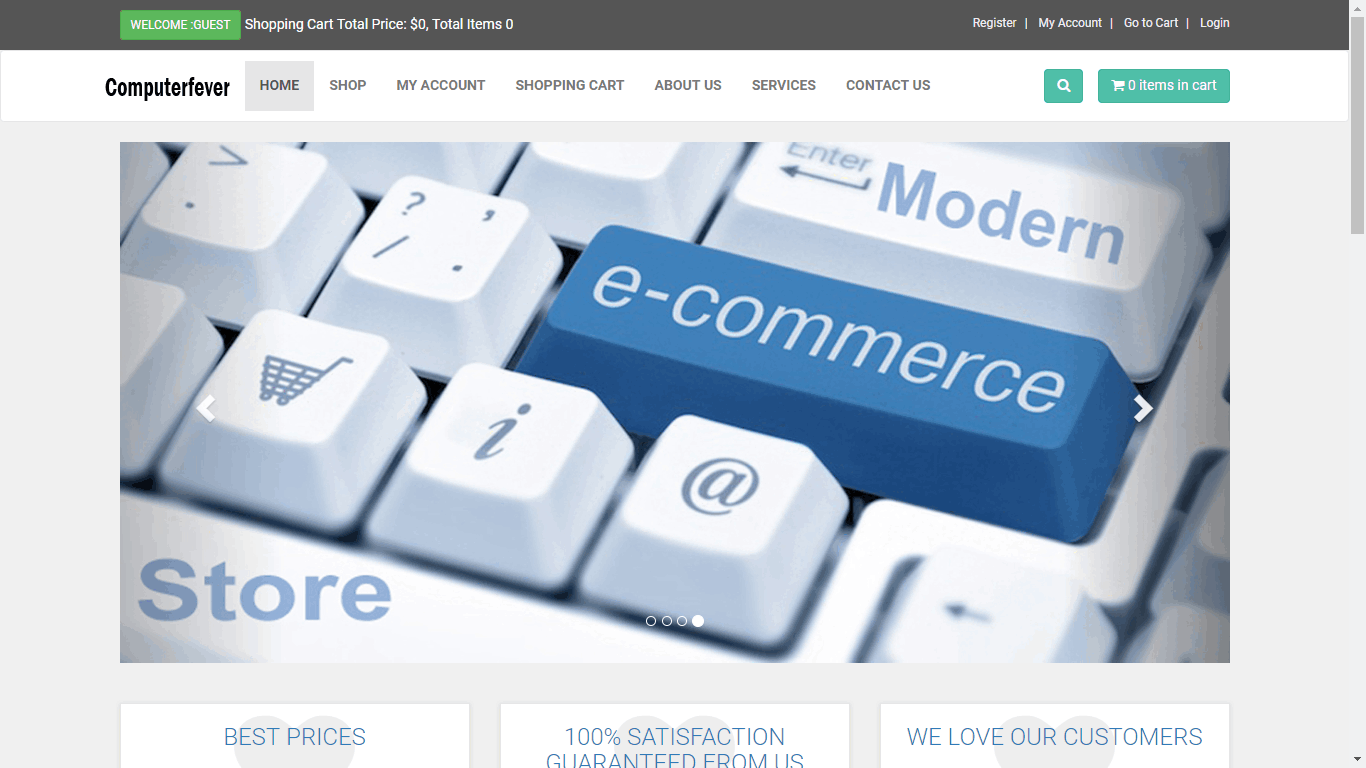 WELCOME :GUEST Shopping Cart Total Price: $0, Total Items 0
Register | My Account | Go to Cart | Login
Computerfever
HOME SHOP MY ACCOUNT SHOPPING CART ABOUT US SERVICES CONTACT US
0 items in cart
Enter
Modern
e-commerce
> .
? ,
/ .
i
@
Store
BEST PRICES
100% SATISFACTION
GUARANTEED FROM US
WE LOVE OUR CUSTOMERS